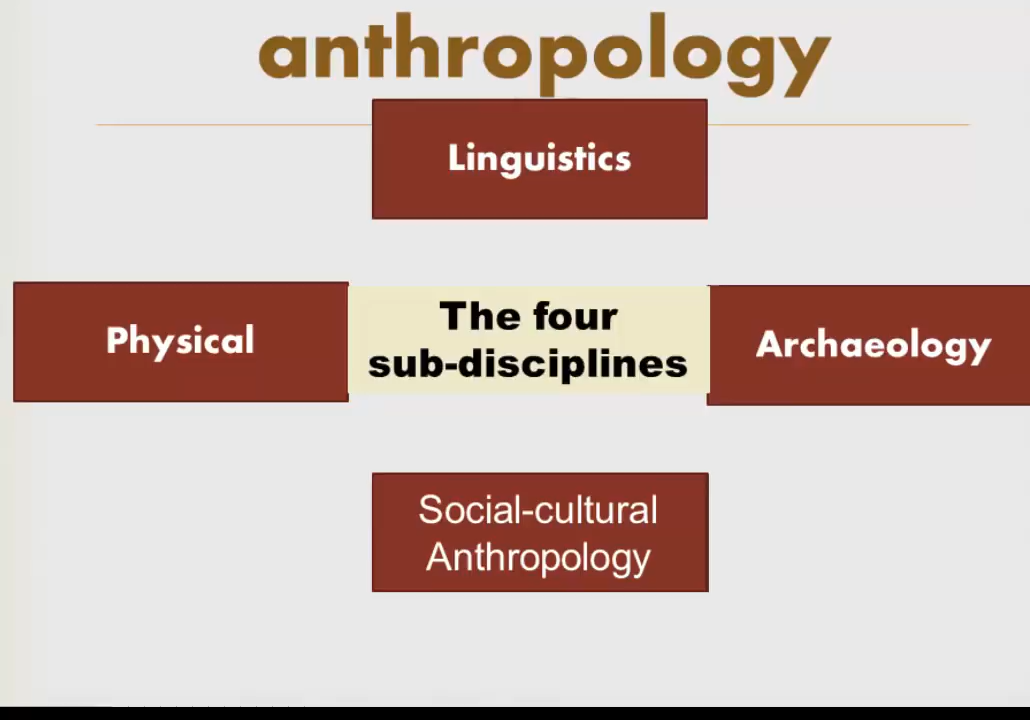 anthropology
Linguistics
Physical
The four
sub-disciplines
Archaeology
Social-cultural
Anthropology